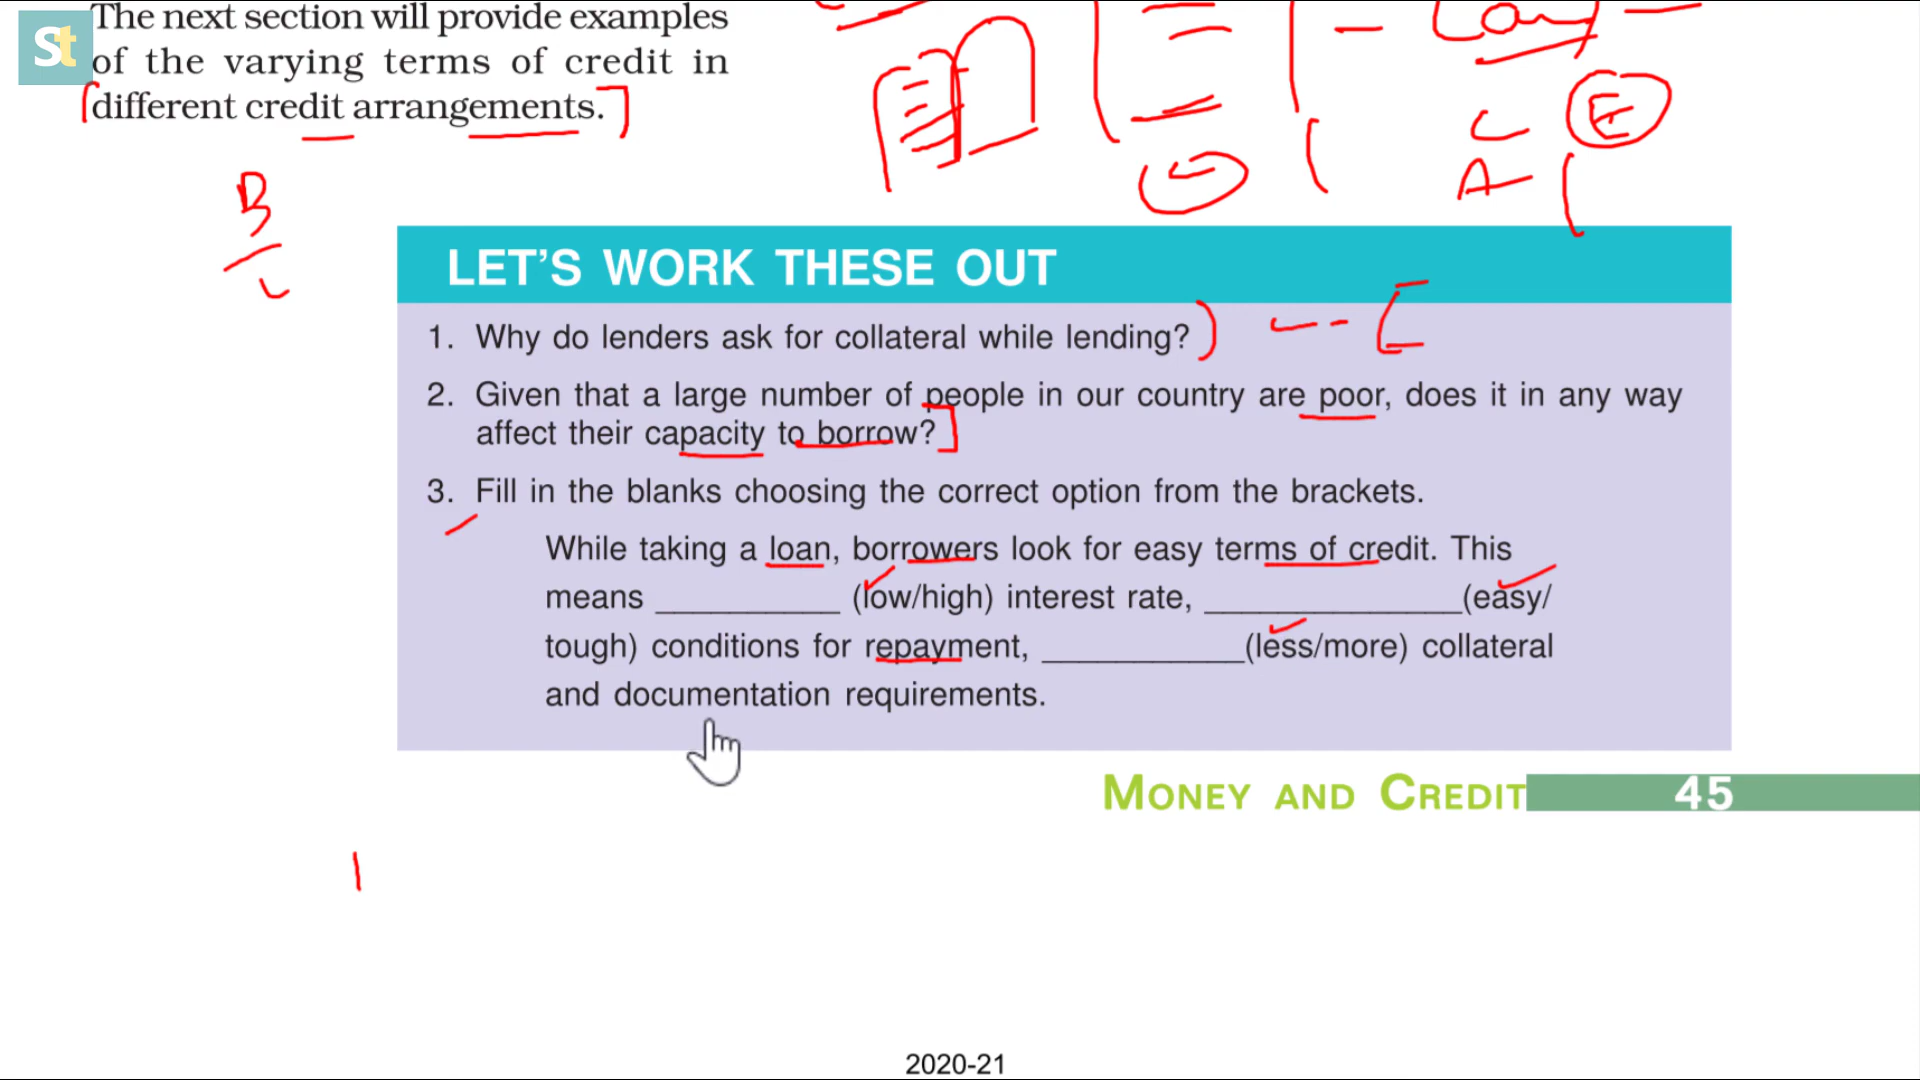 St
The next section will provide examples
of the varying terms of credit in
different credit arrangements.
B
L
E
A
LET'S WORK THESE OUT
1. Why do lenders ask for collateral while lending?
2. Given that a large number of people in our country are poor, does it in any way
affect their capacity to borrow?
3. Fill in the blanks choosing the correct option from the brackets.
While taking a loan, borrowers look for easy terms of credit. This
means __________ (low/high) interest rate, ______________(easy/
tough) conditions for repayment, ___________(less/more) collateral
and documentation requirements.
MONEY AND CREDIT 45
2020-21